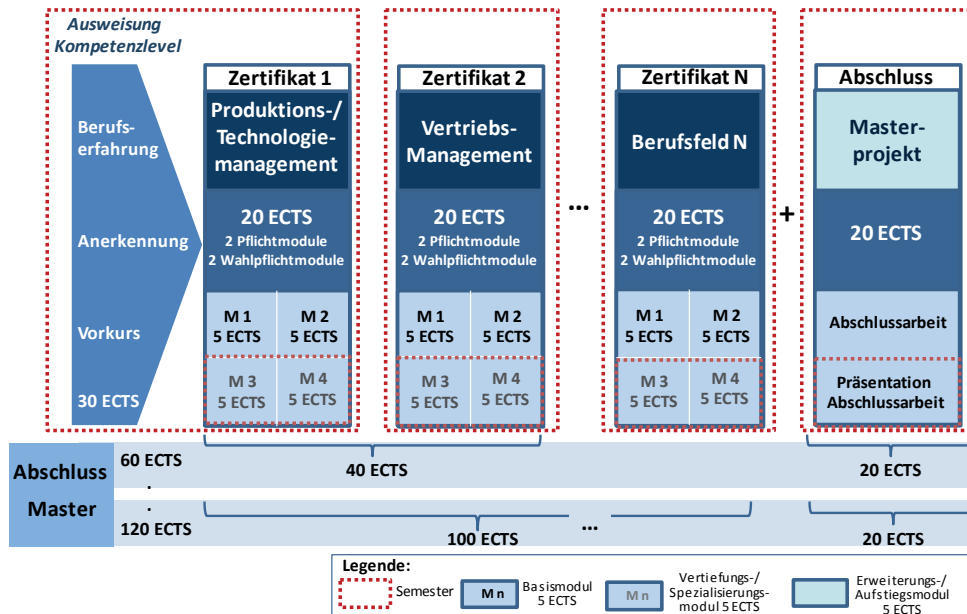 Ausweisung
Kompetenzlevel
Berufs-
erfahrung
Anerkennung
Vorkurs
30 ECTS
Zertifikat 1
Produktions-/
Technologie-
management
20 ECTS
2 Pflichtmodule
2 Wahlpflichtmodule
M 1
5 ECTS
M 2
5 ECTS
M 3
5 ECTS
M 4
5 ECTS
Zertifikat 2
Vertriebs-
Management
20 ECTS
2 Pflichtmodule
2 Wahlpflichtmodule
M 1
5 ECTS
M 2
5 ECTS
M 3
5 ECTS
M 4
5 ECTS
...
Zertifikat N
Berufsfeld N
20 ECTS
2 Pflichtmodule
2 Wahlpflichtmodule
M 1
5 ECTS
M 2
5 ECTS
M 3
5 ECTS
M 4
5 ECTS
+
Abschluss
Master-
projekt
20 ECTS
Abschlussarbeit
Präsentation
Abschlussarbeit
Abschluss
Master
60 ECTS
.
.
120 ECTS
40 ECTS
20 ECTS
100 ECTS
...
20 ECTS
Legende:
Semester
M n
Basismodul
5 ECTS
M n
Vertiefungs-/
Spezialisierungs-
modul 5 ECTS
Erweiterungs-/
Aufstiegsmodul
5 ECTS